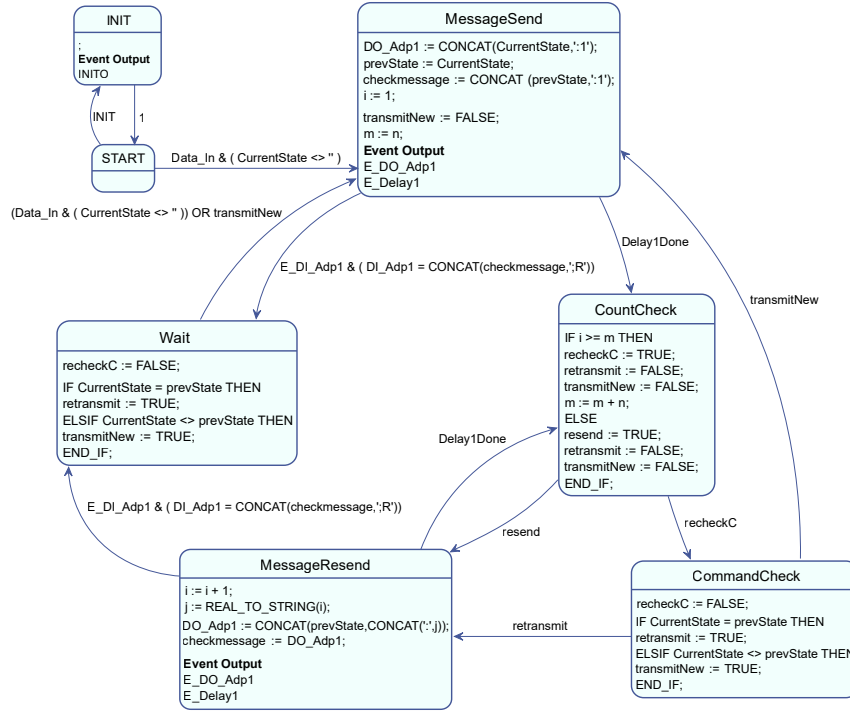 INIT
;
Event Output
INITO
INIT
1
START
Data_In & ( CurrentState <> '' )
MessageSend
DO_Adp1 := CONCAT(CurrentState,':1');
prevState := CurrentState;
checkmessage := CONCAT (prevState,':1');
i := 1;
transmitNew := FALSE;
m := n;
Event Output
E_DO_Adp1
E_Delay1
(Data_In & ( CurrentState <> '' )) OR transmitNew
E_DI_Adp1 & ( DI_Adp1 = CONCAT(checkmessage,';R'))
Delay1Done
transmitNew
Wait
recheckC := FALSE;
IF CurrentState = prevState THEN
retransmit := TRUE;
ELSIF CurrentState <> prevState THEN
transmitNew := TRUE;
END_IF;
CountCheck
IF i >= m THEN
recheckC := TRUE;
retransmit := FALSE;
transmitNew := FALSE;
m := m + n;
ELSE
resend := TRUE;
retransmit := FALSE;
transmitNew := FALSE;
END_IF;
Delay1Done
E_DI_Adp1 & ( DI_Adp1 = CONCAT(checkmessage,';R'))
resend
recheckC
MessageResend
i := i + 1;
j := REAL_TO_STRING(i);
DO_Adp1 := CONCAT(prevState,CONCAT(':',j));
checkmessage := DO_Adp1;
Event Output
E_DO_Adp1
E_Delay1
retransmit
CommandCheck
recheckC := FALSE;
IF CurrentState = prevState THEN
retransmit := TRUE;
ELSIF CurrentState <> prevState THEN
transmitNew := TRUE;
END_IF;